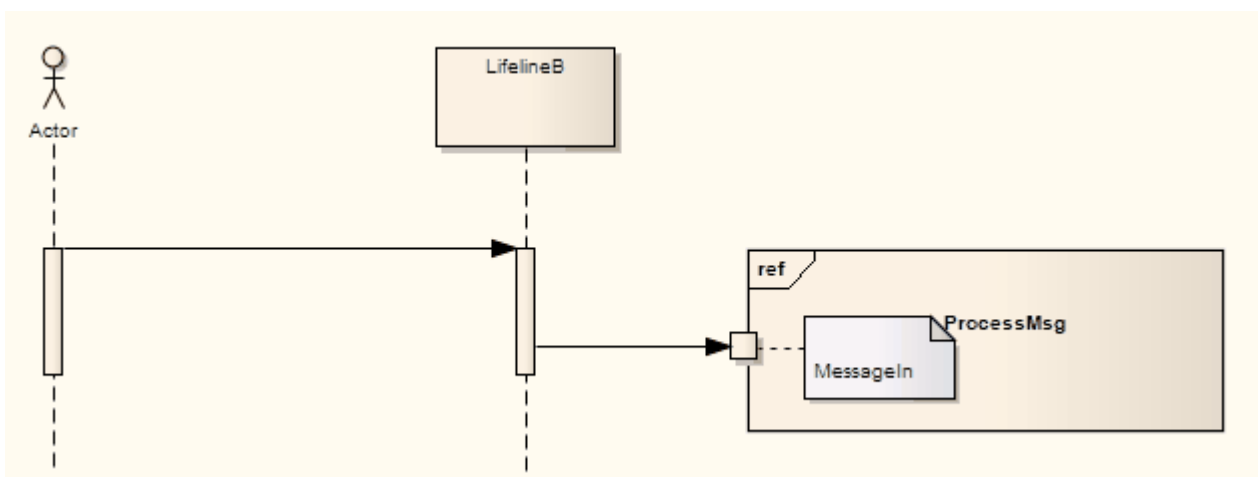 LifelineB
Actor
ref
ProcessMsg
MessageIn